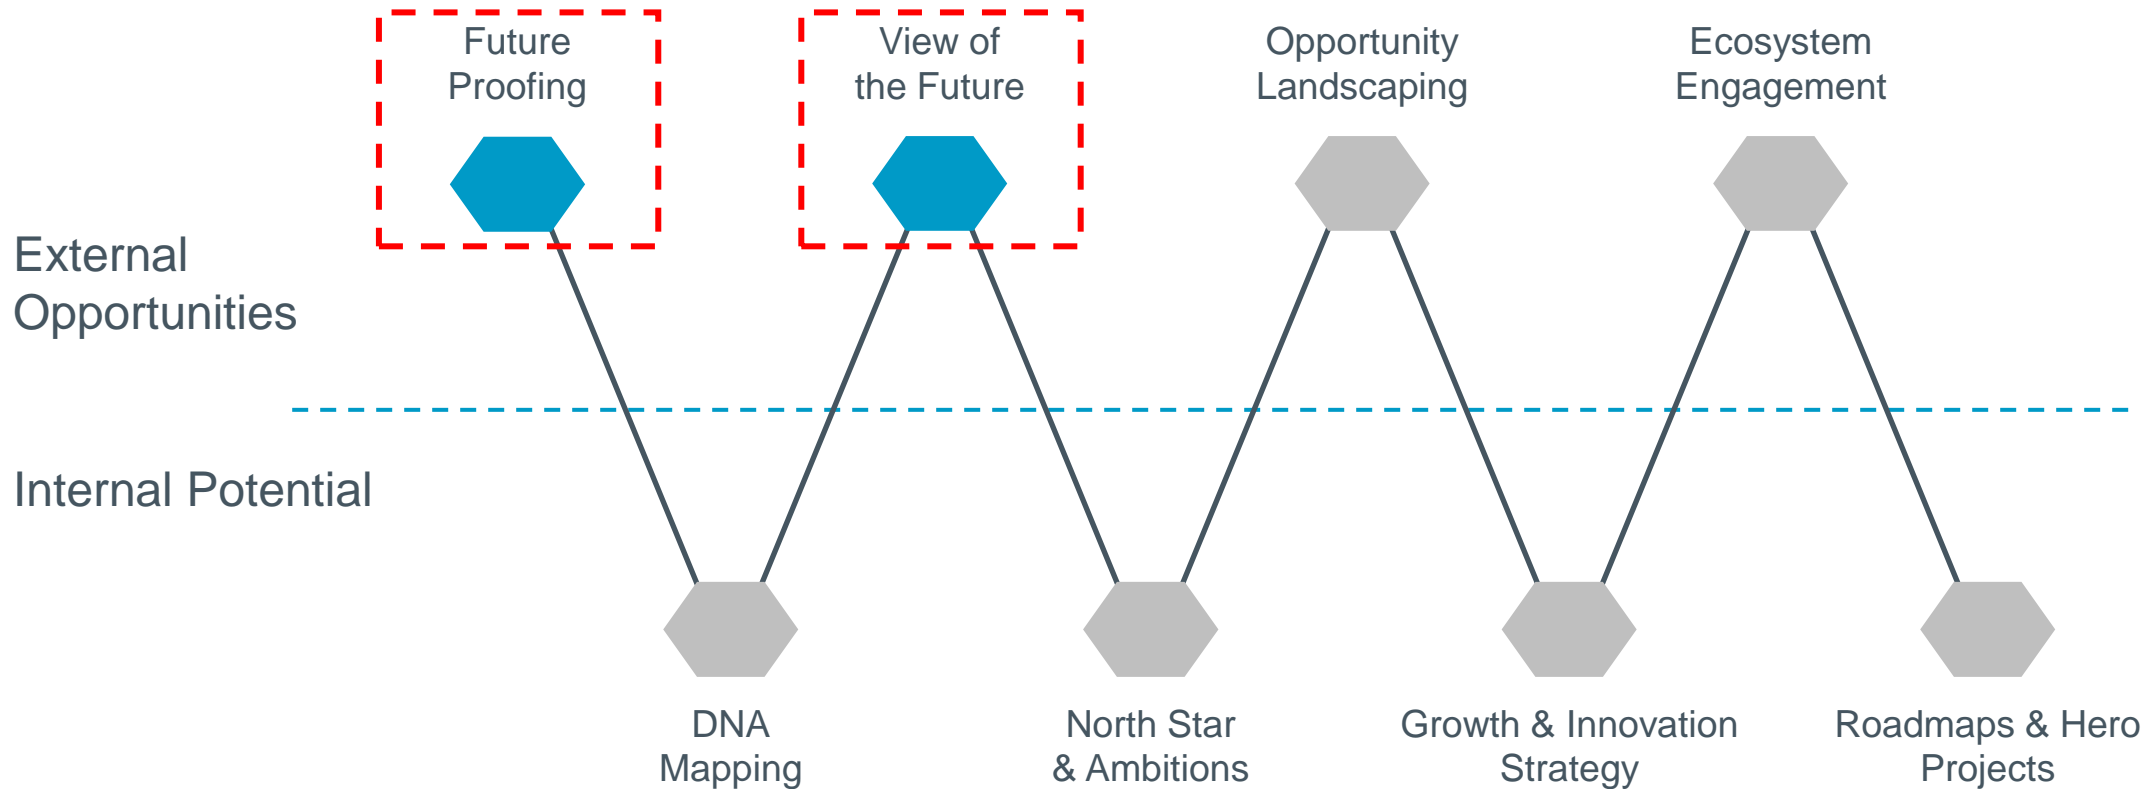 Future
Proofing
View of
the Future
Opportunity
Landscaping
Ecosystem
Engagement
External
Opportunities
Internal Potential
DNA
Mapping
North Star
& Ambitions
Growth & Innovation
Strategy
Roadmaps & Hero
Projects